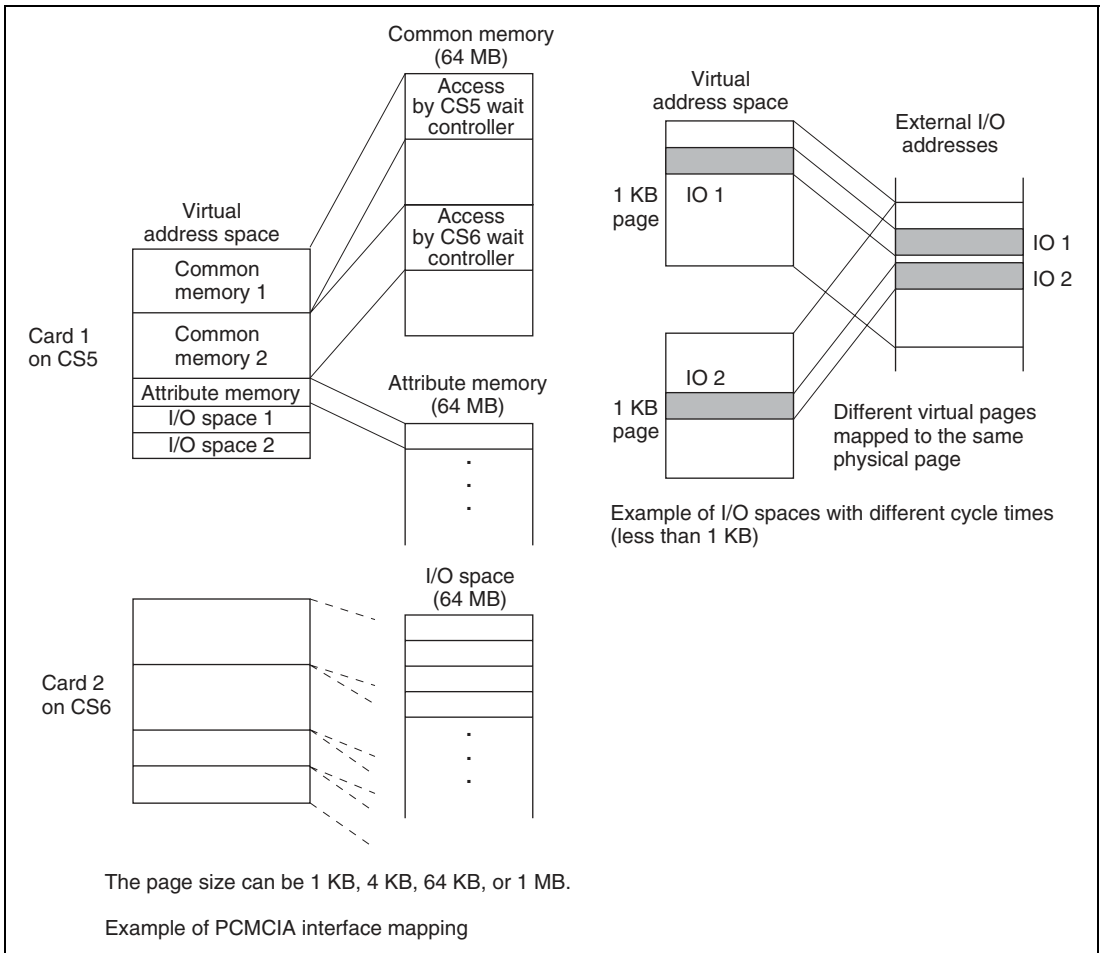 Common memory
(64 MB)
Access
by CS5 wait
controller
Access
by CS6 wait
controller
Virtual
address space
Common
memory 1
Common
memory 2
Attribute memory
I/O space 1
I/O space 2
Card 1
on CS5
Attribute memory
(64 MB)
I/O space
(64 MB)
Card 2
on CS6
Virtual
address space
External I/O
addresses
1 KB
page
IO 1
IO 1
IO 2
IO 2
1 KB
page
Different virtual pages
mapped to the same
physical page
Example of I/O spaces with different cycle times
(less than 1 KB)
The page size can be 1 KB, 4 KB, 64 KB, or 1 MB.
Example of PCMCIA interface mapping